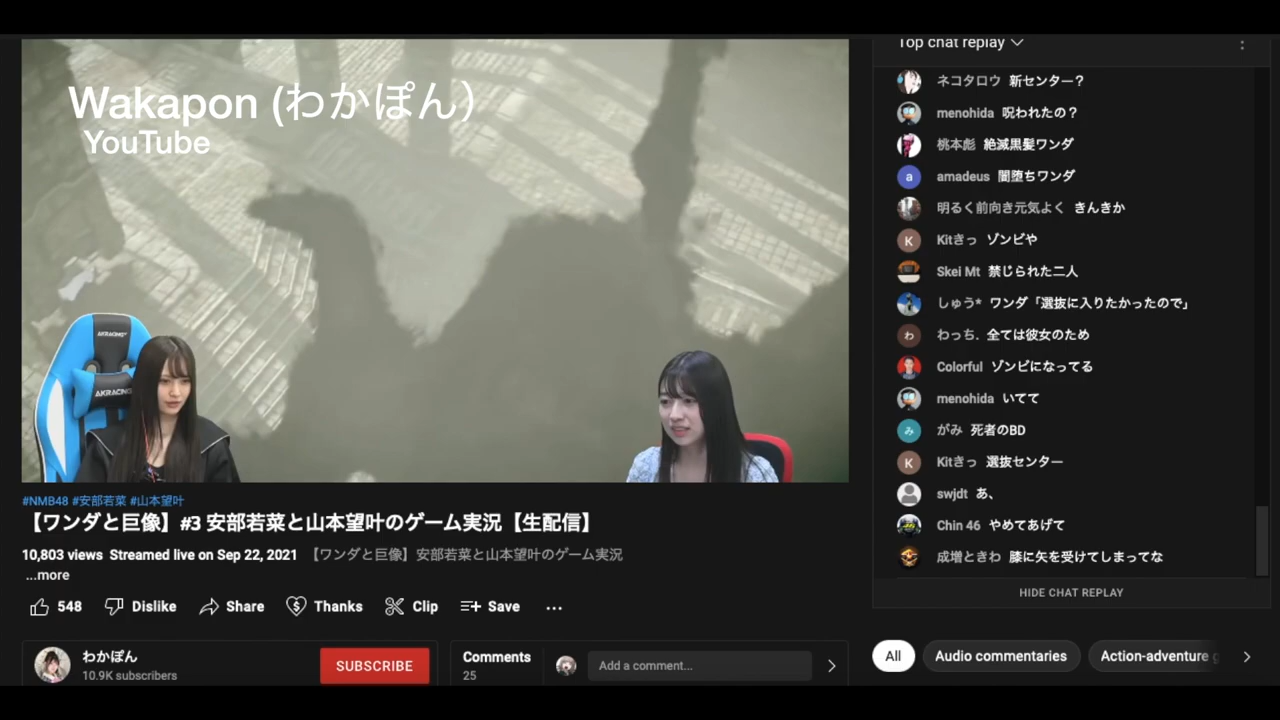 Wakapon (わかぽん)
YouTube
AKRACING
AKRACING
#NMB48 #安部若菜 #山本望叶
【ワンダと巨像】#3 安部若菜と山本望叶のゲーム実況【生配信】
10,803 views Streamed live on Sep 22, 2021 【ワンダと巨像】安部若菜と山本望叶のゲーム実況
...more
548 Dislike Share Thanks Clip Save ...
わかぽん
10.9K subscribers
SUBSCRIBE
Comments
25
Add a comment...
Top chat replay
ネコタロウ 新センター？
menohida 呪われたの？
桃本彪 絶滅黒髪ワンダ
a amadeus 闇堕ちワンダ
明るく前向き元気よく きんきか
K Kitきっ ゾンビや
Skei Mt 禁じられた二人
しゅう* ワンダ「選抜に入りたかったので」
わ わっち. 全ては彼女のため
Colorful ゾンビになってる
menohida いてて
み がみ 死者のBD
K Kitきっ 選抜センター
swjdt あ、
Chin 46 やめてあげて
成増ときわ 膝に矢を受けてしまってな
HIDE CHAT REPLAY
All Audio commentaries Action-adventure g